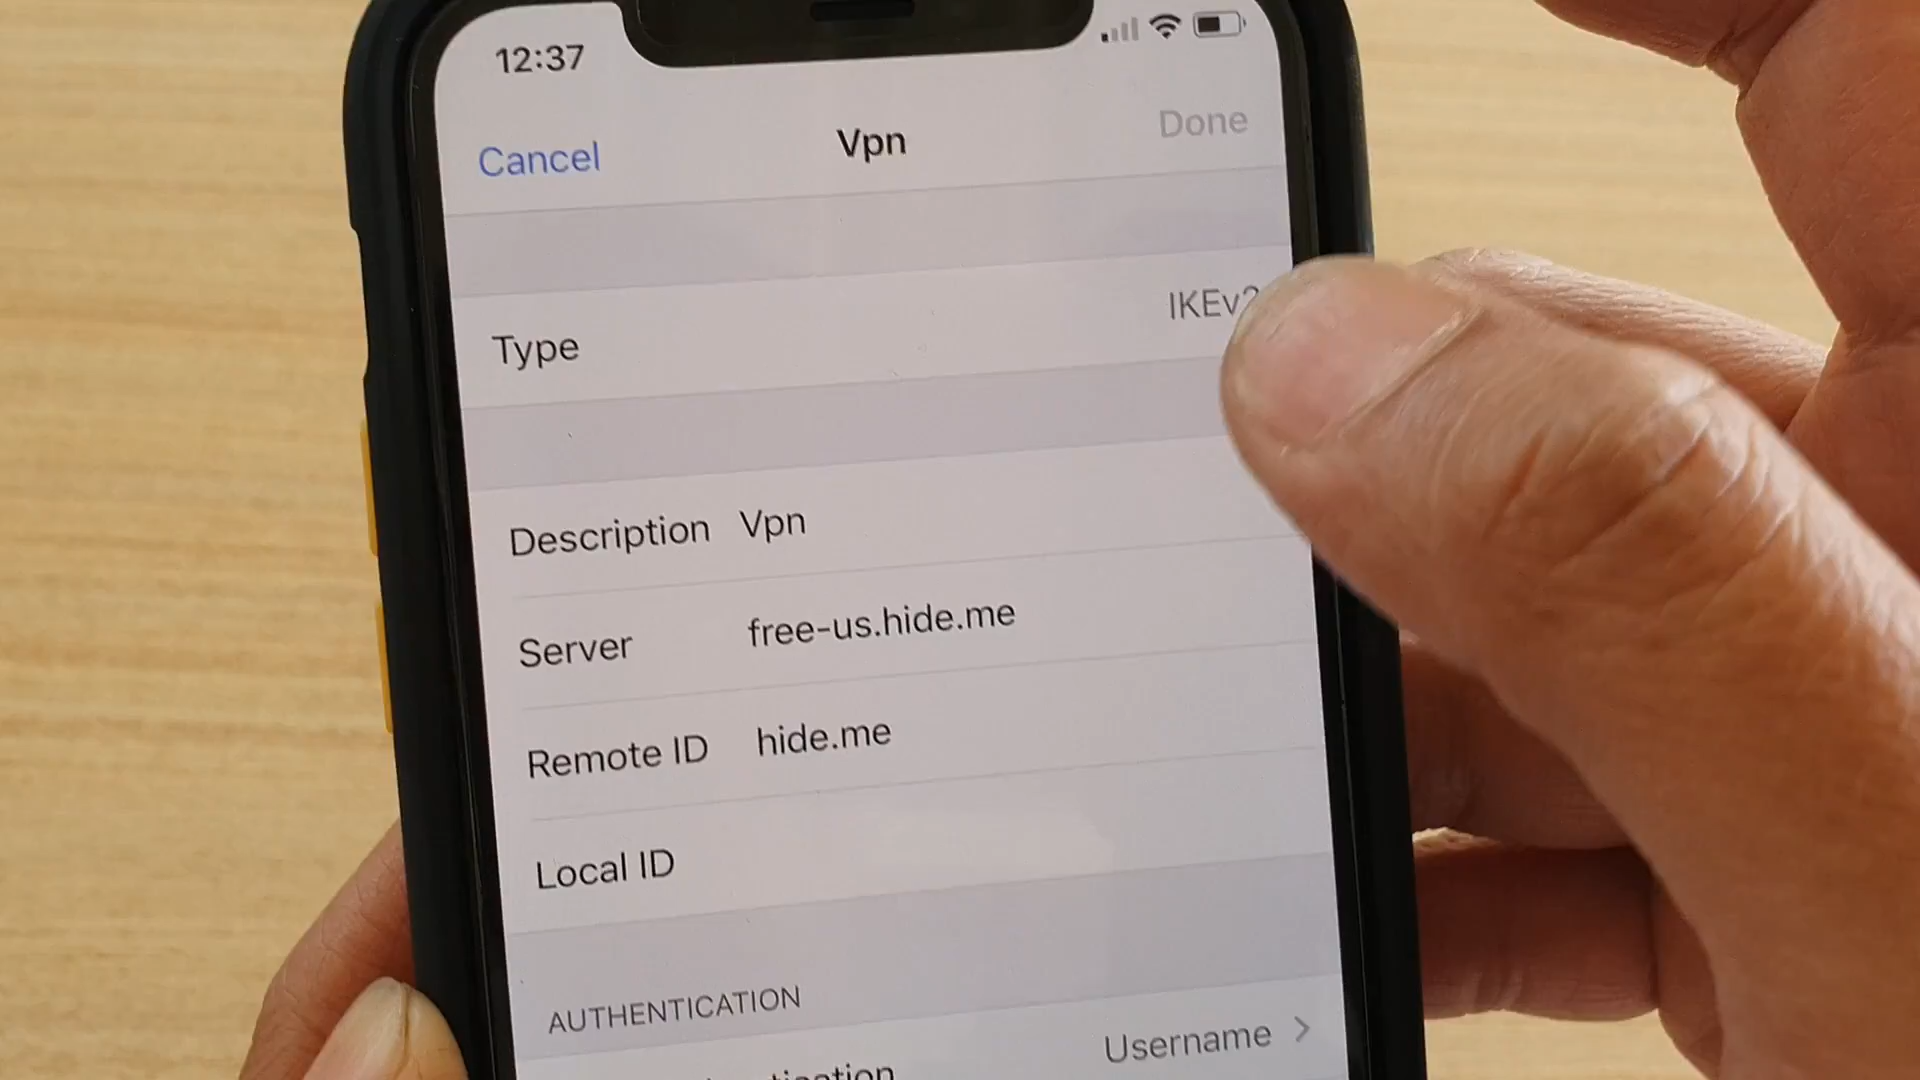 12:37
Cancel Vpn Done
Type IKEv2
Description Vpn
Server free-us.hide.me
Remote ID hide.me
Local ID
AUTHENTICATION
Username